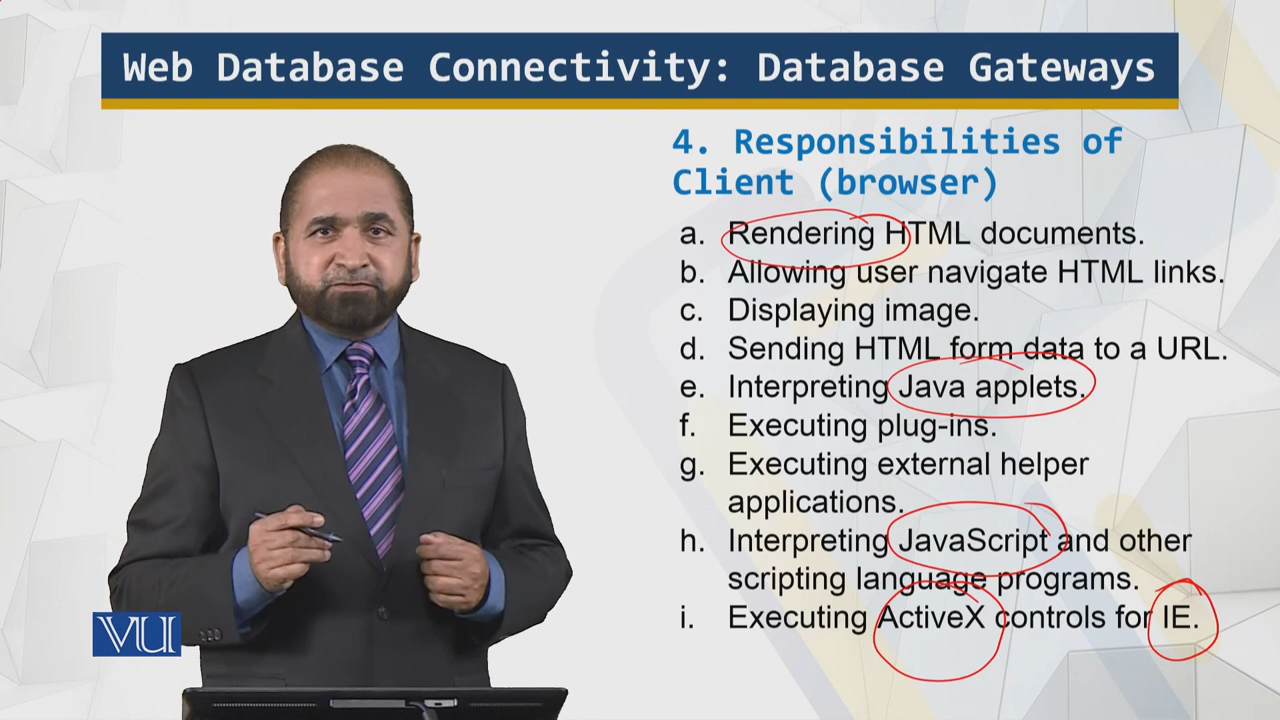 Web Database Connectivity: Database Gateways
4. Responsibilities of
Client (browser)
a. Rendering HTML documents.
b. Allowing user navigate HTML links.
c. Displaying image.
d. Sending HTML form data to a URL.
e. Interpreting Java applets.
f. Executing plug-ins.
g. Executing external helper
applications.
h. Interpreting JavaScript and other
scripting language programs.
i. Executing ActiveX controls for IE.
VU